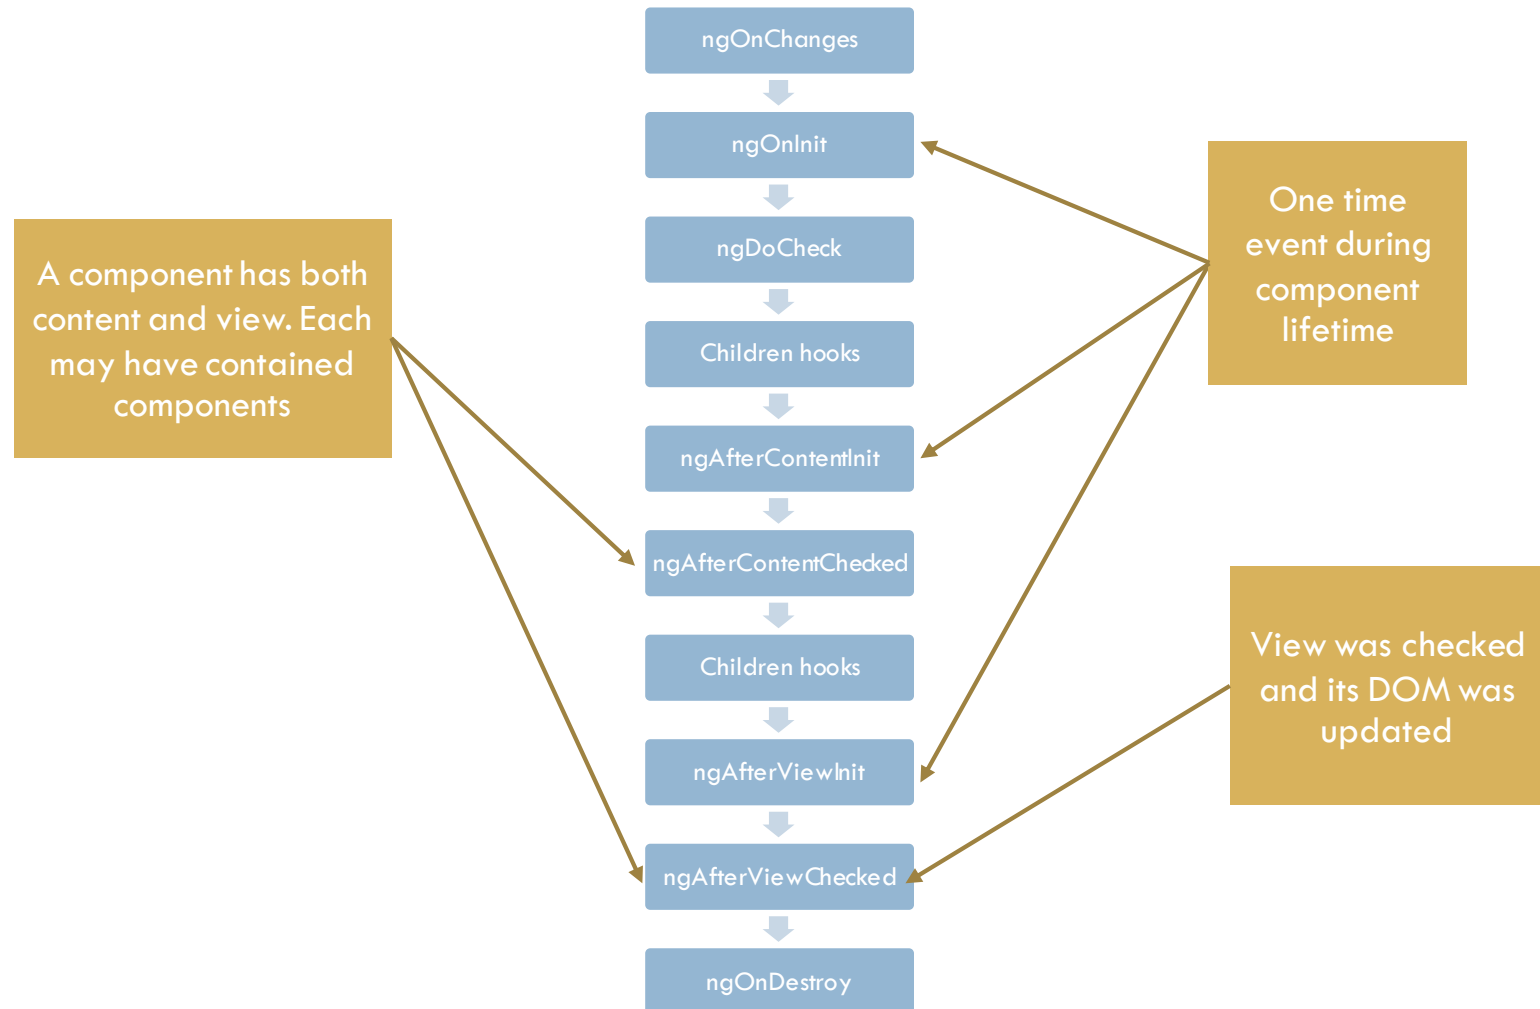 ngOnChanges
ngOnInit
ngDoCheck
Children hooks
ngAfterContentInit
ngAfterContentChecked
Children hooks
ngAfterViewInit
ngAfterViewChecked
ngOnDestroy
A component has both
content and view. Each
may have contained
components
One time
event during
component
lifetime
View was checked
and its DOM was
updated